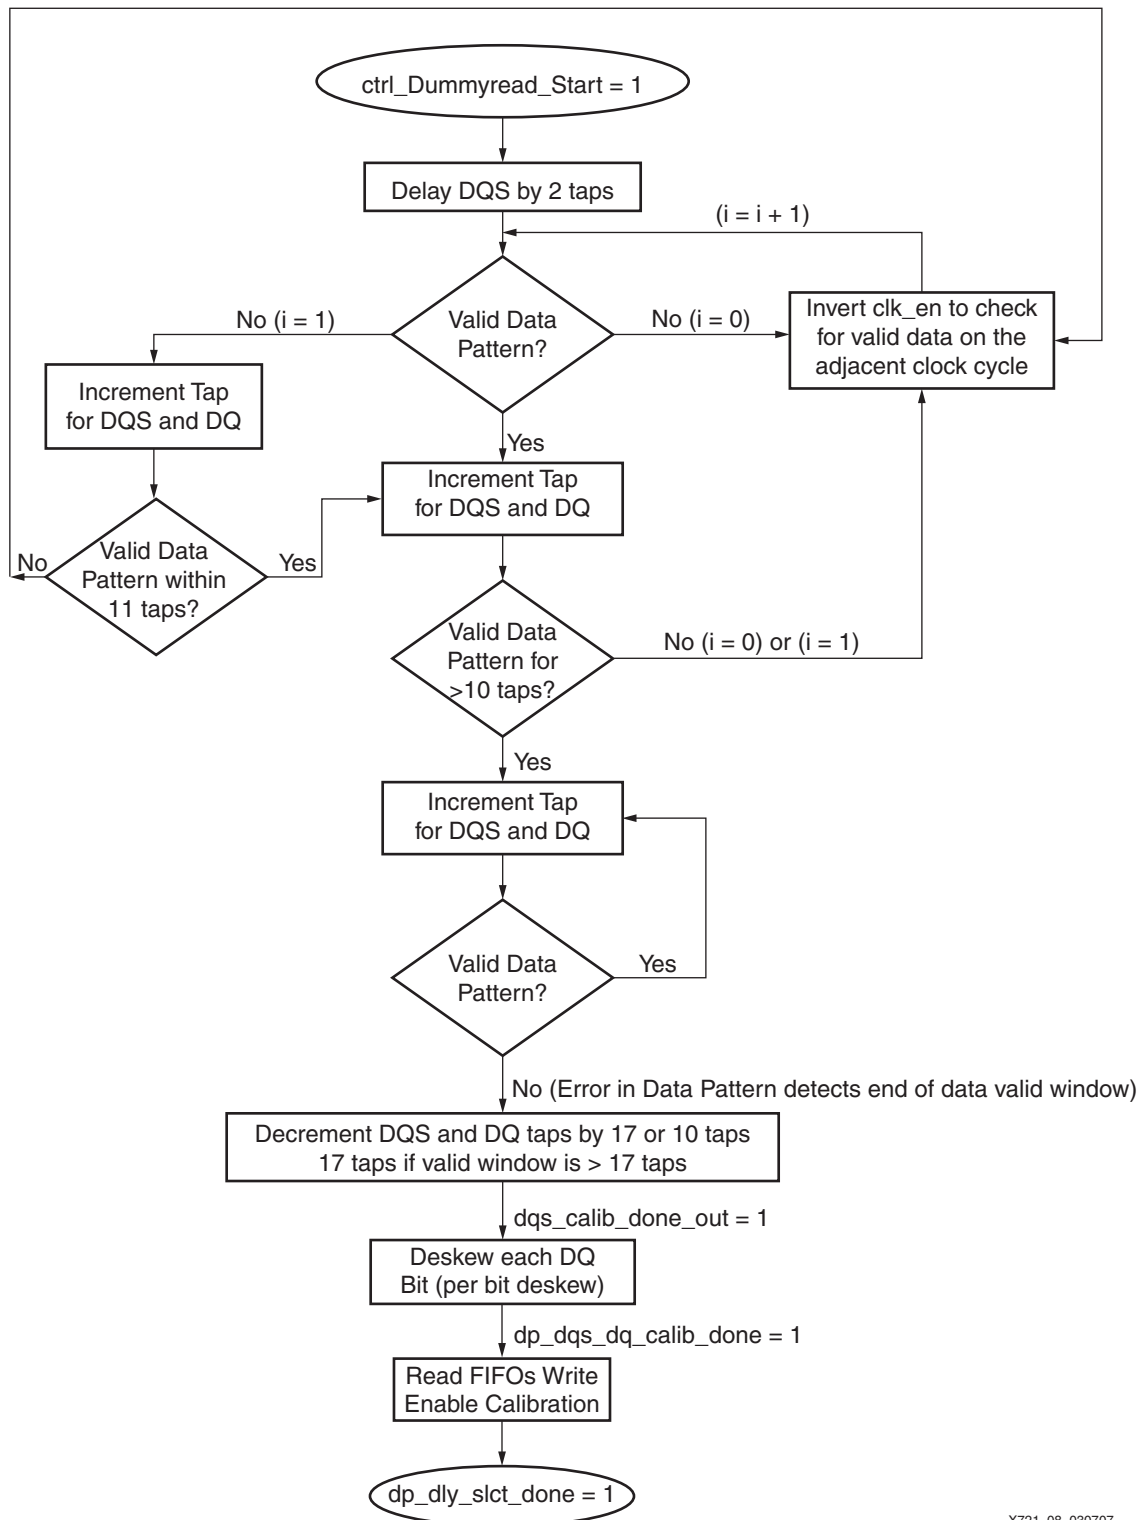 ctrl_Dummyread_Start = 1
Delay DQS by 2 taps
(i = i + 1)
Valid Data
Pattern?
No (i = 1)
No (i = 0)
Invert clk_en to check
for valid data on the
adjacent clock cycle
Increment Tap
for DQS and DQ
Yes
Increment Tap
for DQS and DQ
Valid Data
Pattern within
11 taps?
No
Yes
Valid Data
Pattern for
>10 taps?
No (i = 0) or (i = 1)
Yes
Increment Tap
for DQS and DQ
Valid Data
Pattern?
Yes
No (Error in Data Pattern detects end of data valid window)
Decrement DQS and DQ taps by 17 or 10 taps
17 taps if valid window is > 17 taps
dqs_calib_done_out = 1
Deskew each DQ
Bit (per bit deskew)
dp_dqs_dq_calib_done = 1
Read FIFOs Write
Enable Calibration
dp_dly_slct_done = 1